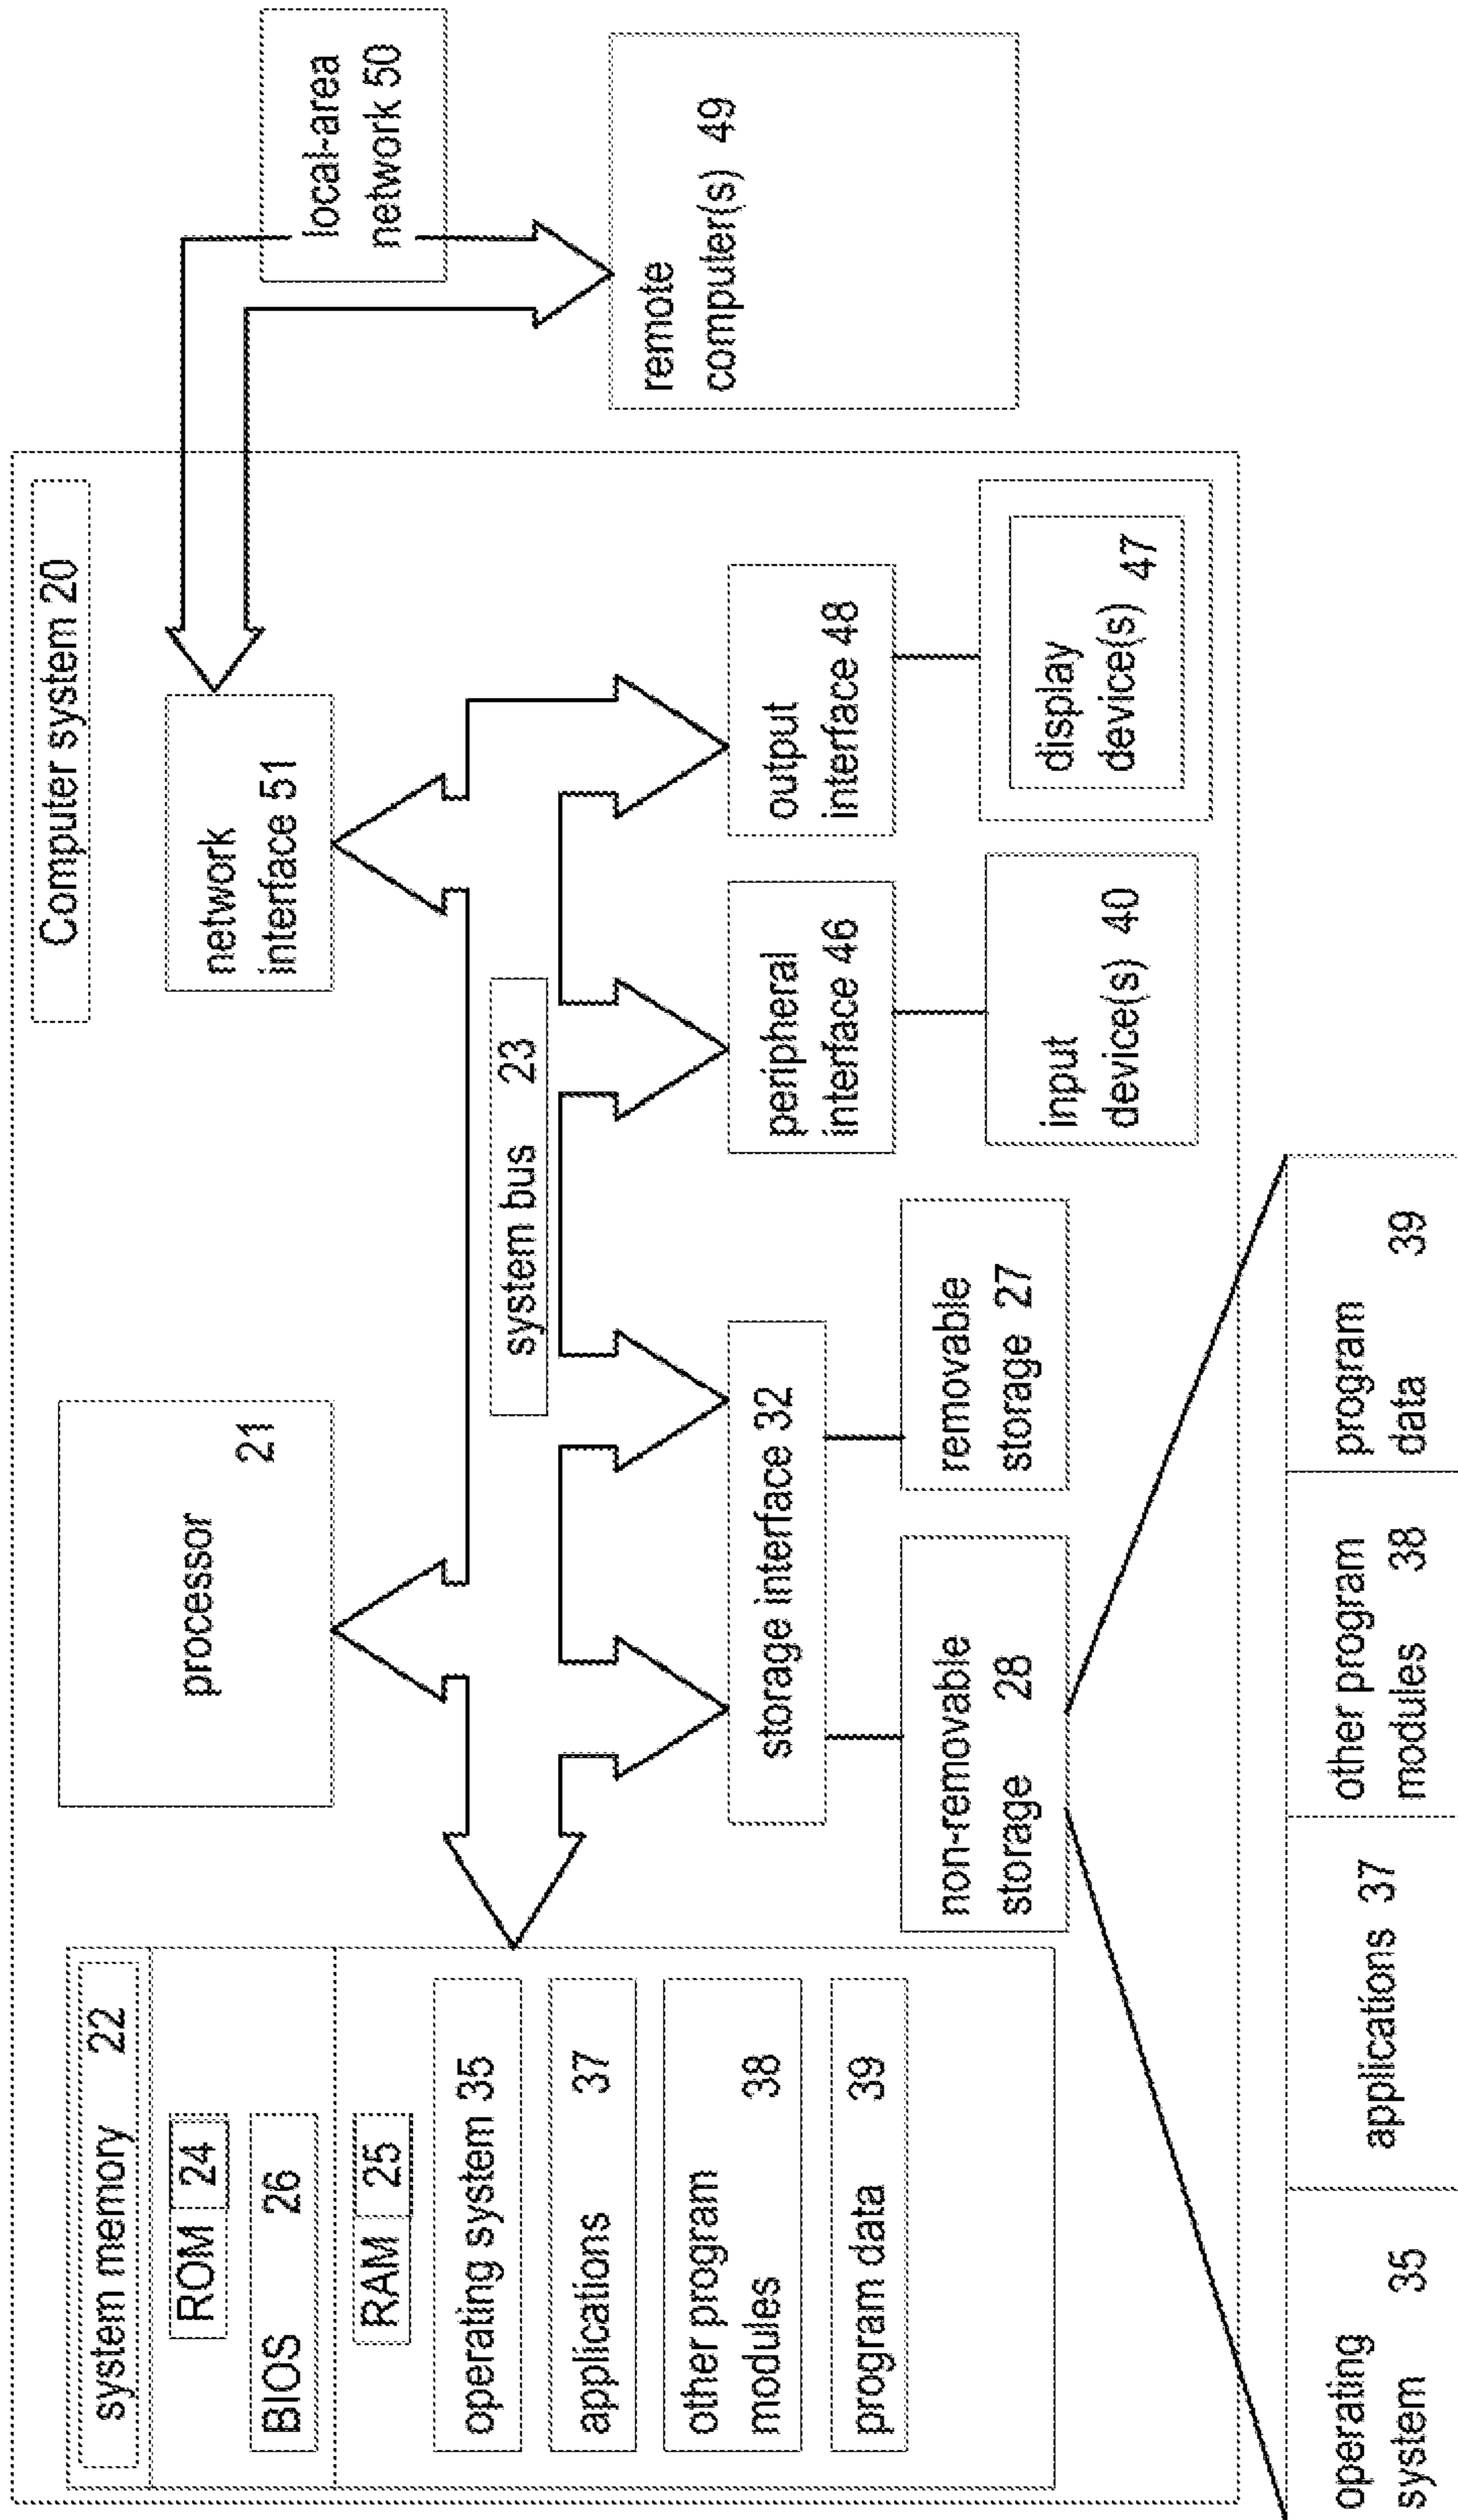 Computer system 20
system memory 22
ROM 24
BIOS 26
RAM 25
operating system 35
applications 37
other program
modules 38
program data 39
processor
21
network
interface 51
local-area
network 50
system bus 23
storage interface 32
peripheral
interface 46
output
interface 48
remote
computer(s) 49
non-removable
storage 28
removable
storage 27
input
device(s) 40
display
device(s) 47
operating
system 35
applications 37
other program
modules 38
program
data 39